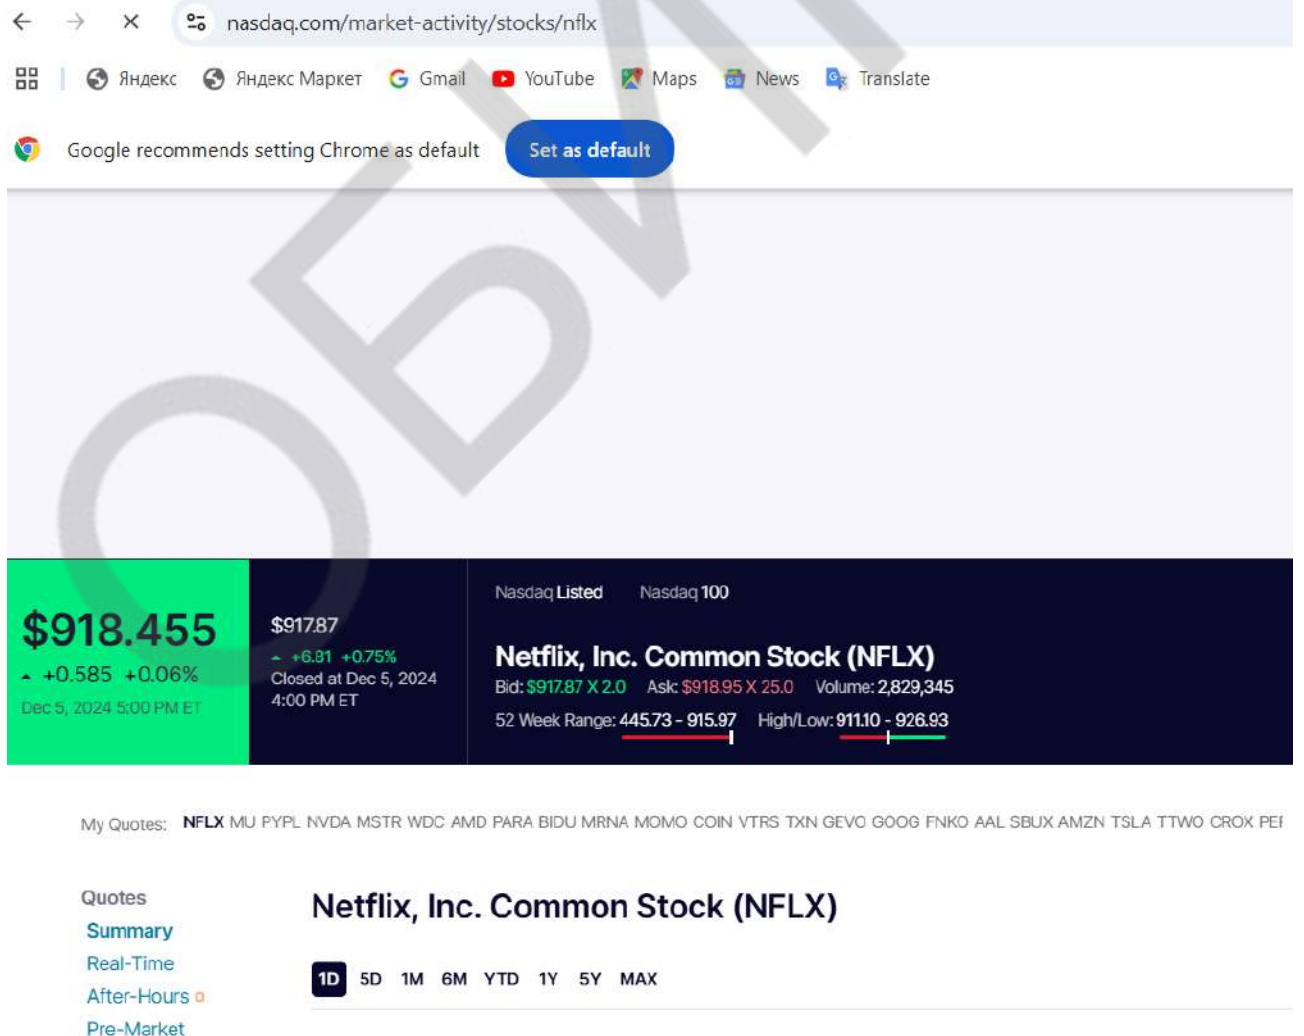 nasdaq.com/market-activity/stocks/nflx
Яндекс Яндекс Маркет Gmail YouTube Maps News Translate
Google recommends setting Chrome as default Set as default
ОБИ
Nasdaq Listed Nasdaq 100
$918.455
+0.585 +0.06%
Dec 5, 2024 5:00 PM ET
$917.87
+6.81 +0.75%
Closed at Dec 5, 2024
4:00 PM ET
Netflix, Inc. Common Stock (NFLX)
Bid: $917.87 X 2.0 Ask: $918.95 X 25.0 Volume: 2,829,345
52 Week Range: 445.73 - 915.97 High/Low: 911.10 - 926.93
My Quotes: NFLX MU PYPL NVDA MSTR WDC AMD PARA BIDU MRNA MOMO COIN VTRS TXN GEVO GOOG FNKO AAL SBUX AMZN TSLA TTWO CROX
Quotes
Summary
Real-Time
After-Hours
Pre-Market
Netflix, Inc. Common Stock (NFLX)
1D 5D 1M 6M YTD 1Y 5Y MAX